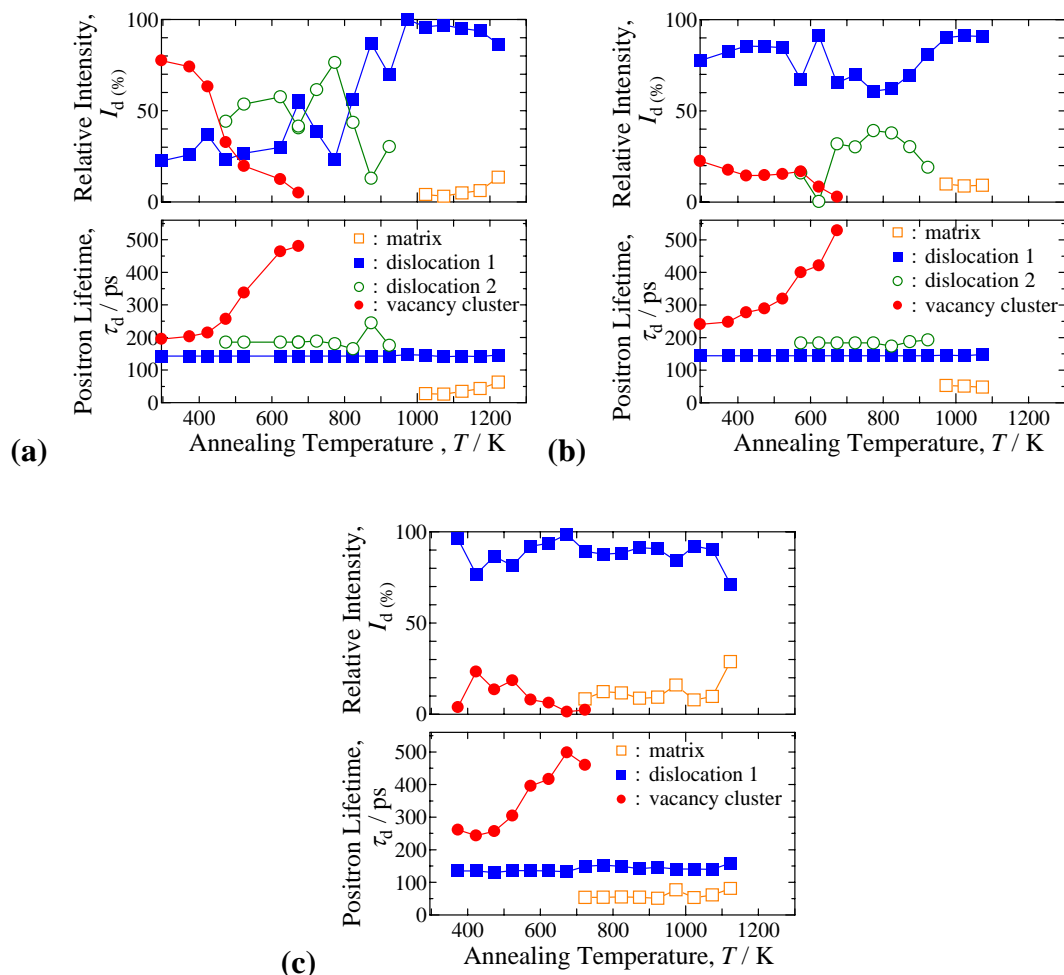 Relative Intensity,
I_d (%)
100
50
0
Positron Lifetime,
τ_d / ps
500
400
300
200
100
0
: matrix
: dislocation 1
: dislocation 2
: vacancy cluster
400 600 800 1000 1200
Annealing Temperature , T / K
(a)
Relative Intensity,
I_d (%)
100
50
0
Positron Lifetime,
τ_d / ps
500
400
300
200
100
0
: matrix
: dislocation 1
: dislocation 2
: vacancy cluster
400 600 800 1000 1200
Annealing Temperature, T / K
(b)
Relative Intensity,
I_d (%)
100
50
0
Positron Lifetime,
τ_d / ps
500
400
300
200
100
0
: matrix
: dislocation 1
: vacancy cluster
400 600 800 1000 1200
Annealing Temperature, T / K
(c)